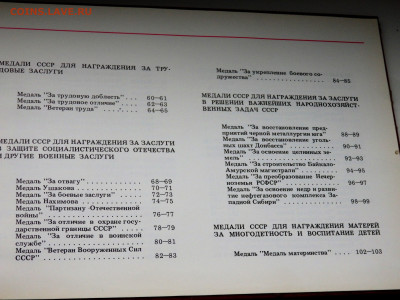 COINS.LAVE.RU
МЕДАЛИ СССР ДЛЯ НАГРАЖДЕНИЯ ЗА ТРУ-
ДОВЫЕ ЗАСЛУГИ
Медаль "За трудовую доблесть" ... 60—61
Медаль "За трудовое отличие" ... 62—63
Медаль "Ветеран труда" ... 64—65
МЕДАЛИ СССР ДЛЯ НАГРАЖДЕНИЯ ЗА ЗАСЛУГИ
В ЗАЩИТЕ СОЦИАЛИСТИЧЕСКОГО ОТЕЧЕСТВА
И ДРУГИЕ ВОЕННЫЕ ЗАСЛУГИ
Медаль "За отвагу" ... 68—69
Медаль Ушакова ... 70—71
Медаль "За боевые заслуги" ... 72—73
Медаль Нахимова ... 74—75
Медаль "Партизану Отечественной
войны" ... 76—77
Медаль "За отличие в охране госу-
дарственной границы СССР" ... 78—79
Медаль "За отличие в воинской
службе" ... 80—81
Медаль "Ветеран Вооруженных Сил
СССР" ... 82—83
Медаль "За укрепление боевого со-
дружества" ... 84—85
МЕДАЛИ СССР ДЛЯ НАГРАЖДЕНИЯ ЗА ЗАСЛУГИ
В РЕШЕНИИ ВАЖНЕЙШИХ НАРОДНОХОЗЯЙСТ-
ВЕННЫХ ЗАДАЧ СССР
Медаль "За восстановление пред-
приятий черной металлургии Юга" ... 88—89
Медаль "За восстановление уголь-
ных шахт Донбасса" ... 90—91
Медаль "За освоение целинных зе-
мель" ... 92—93
Медаль "За строительство Байкало-
Амурской магистрали" ... 94—95
Медаль "За преобразование Нечер-
ноземья РСФСР" ... 96—97
Медаль "За освоение недр и разви-
тие нефтегазового комплекса За-
падной Сибири" ... 98—99
МЕДАЛИ СССР ДЛЯ НАГРАЖДЕНИЯ МАТЕРЕЙ
ЗА МНОГОДЕТНОСТЬ И ВОСПИТАНИЕ ДЕТЕЙ
Медаль "Медаль материнства" ... 102—103